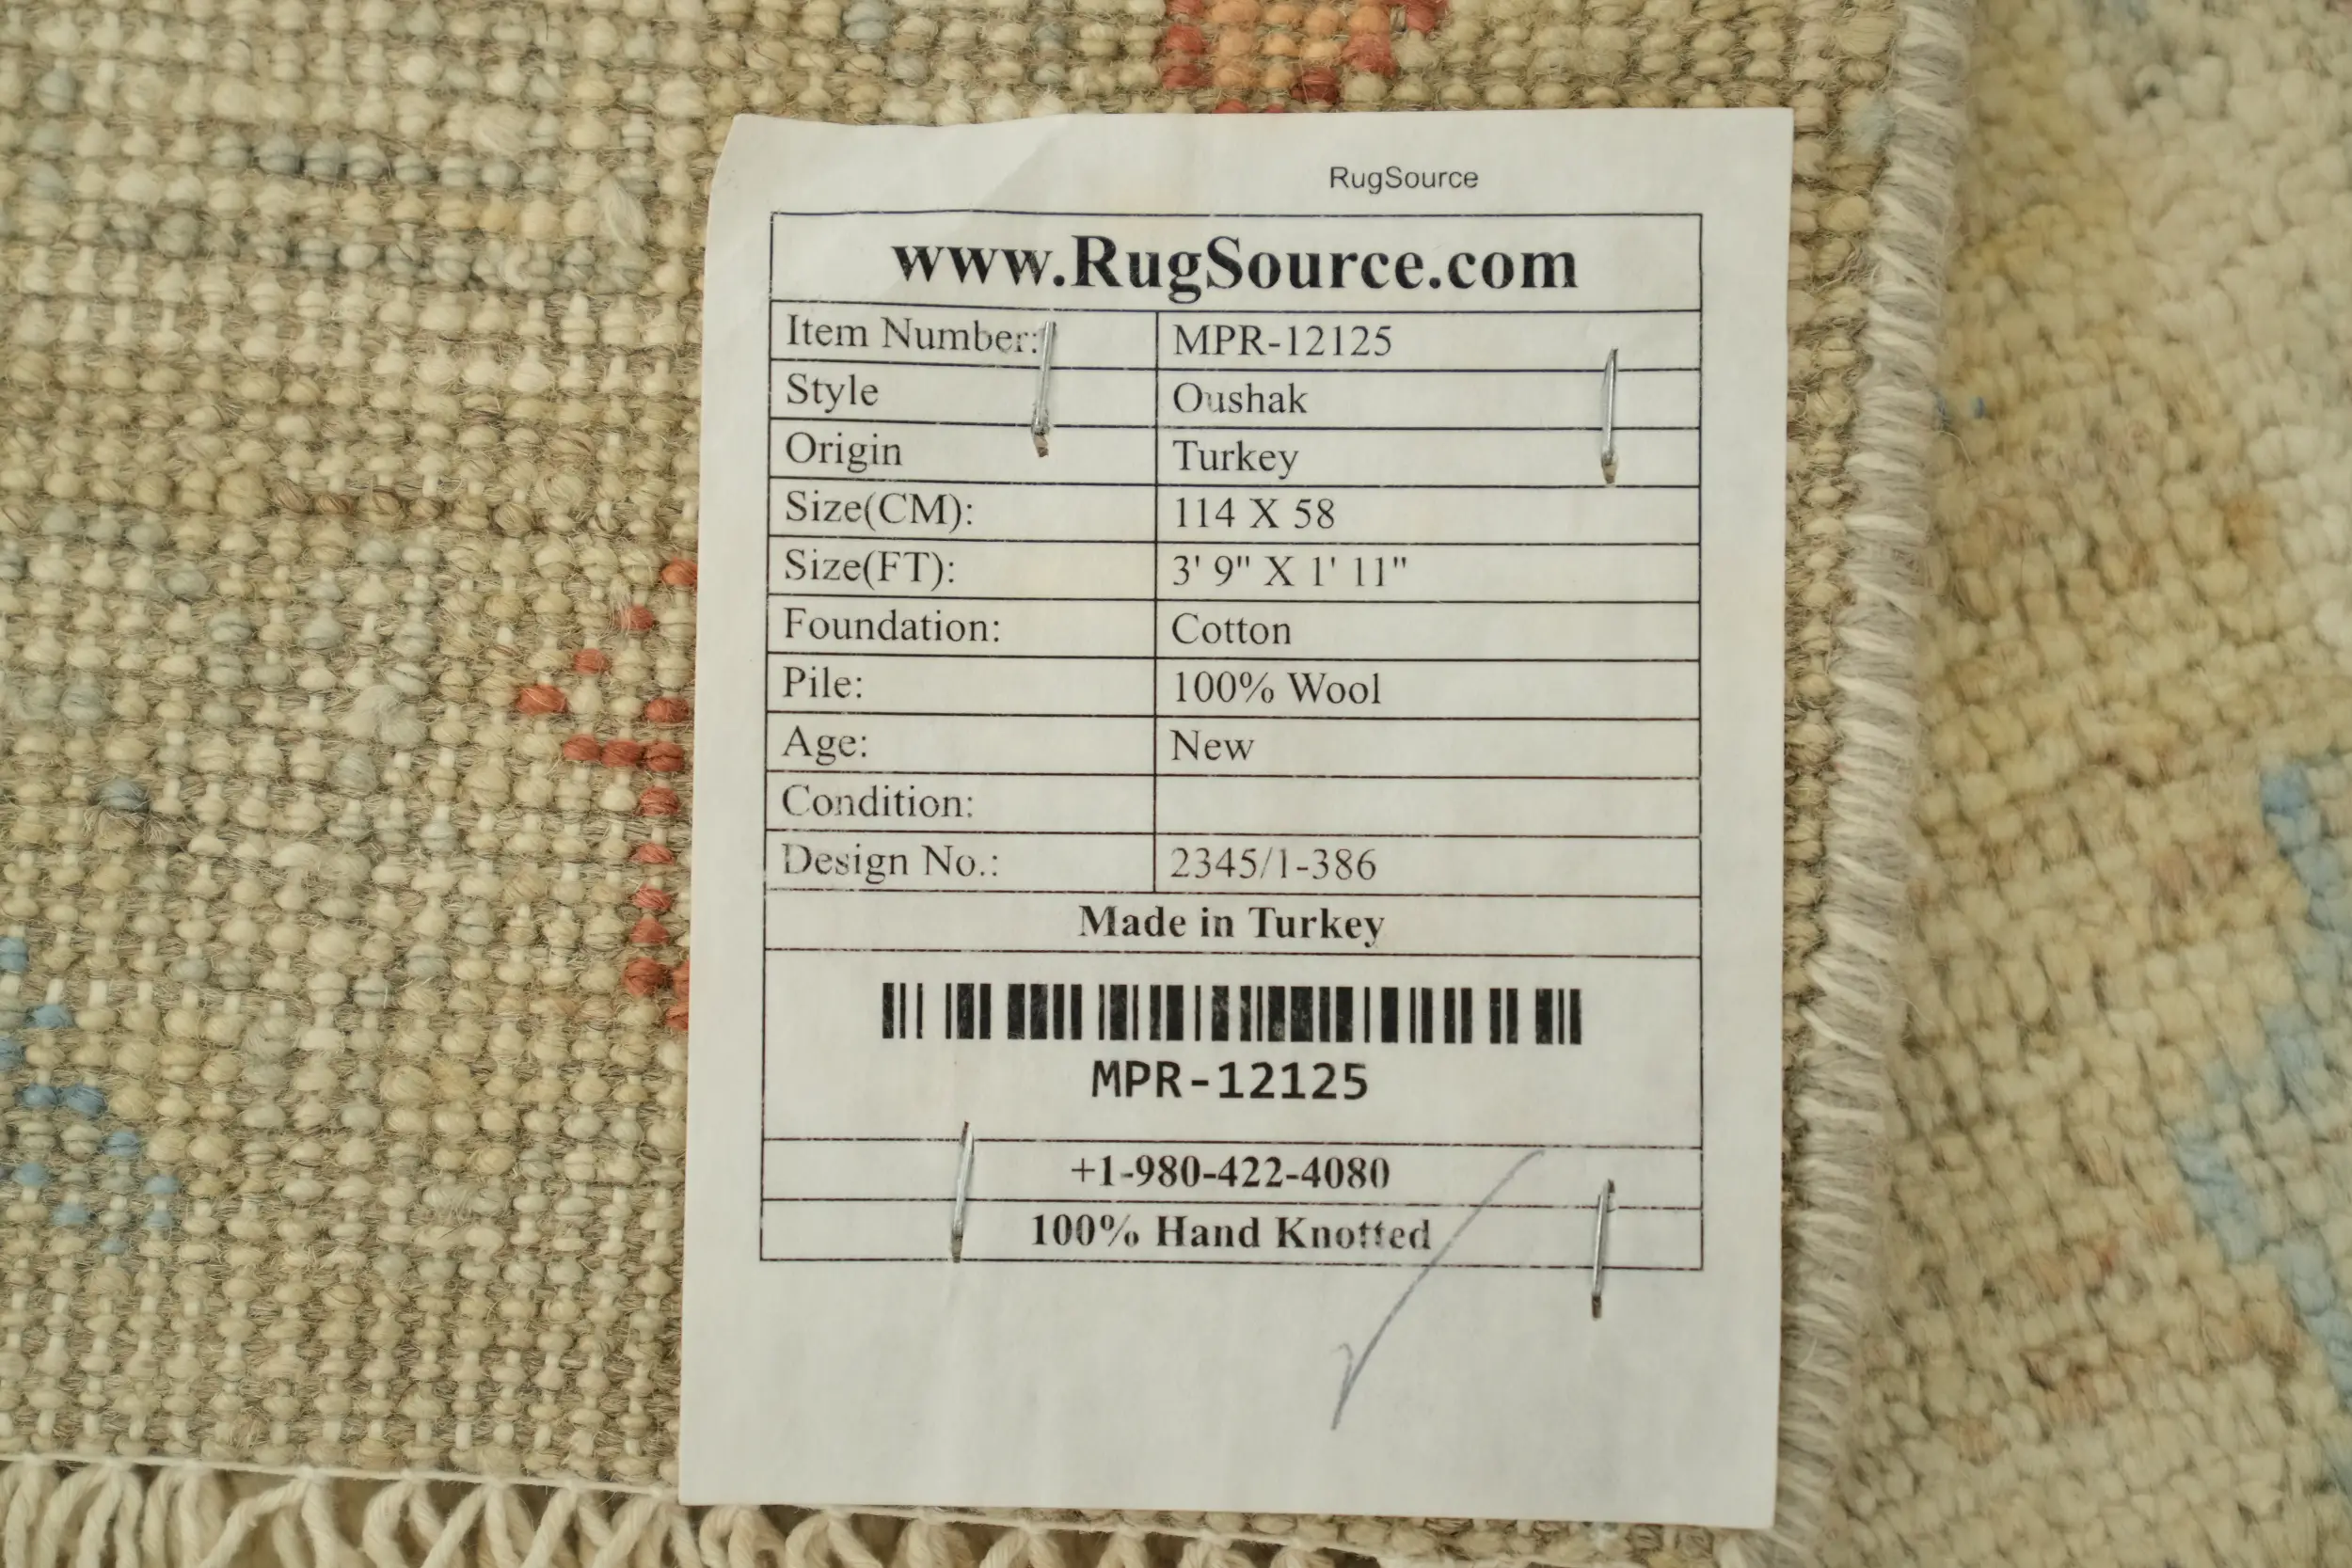 RugSource
www.RugSource.com
Item Number: MPR-12125
Style Oushak
Origin Turkey
Size(CM): 114 X 58
Size(FT): 3' 9" X 1' 11"
Foundation: Cotton
Pile: 100% Wool
Age: New
Condition:
Design No.: 2345/1-386
Made in Turkey
MPR-12125
+1-980-422-4080
100% Hand Knotted